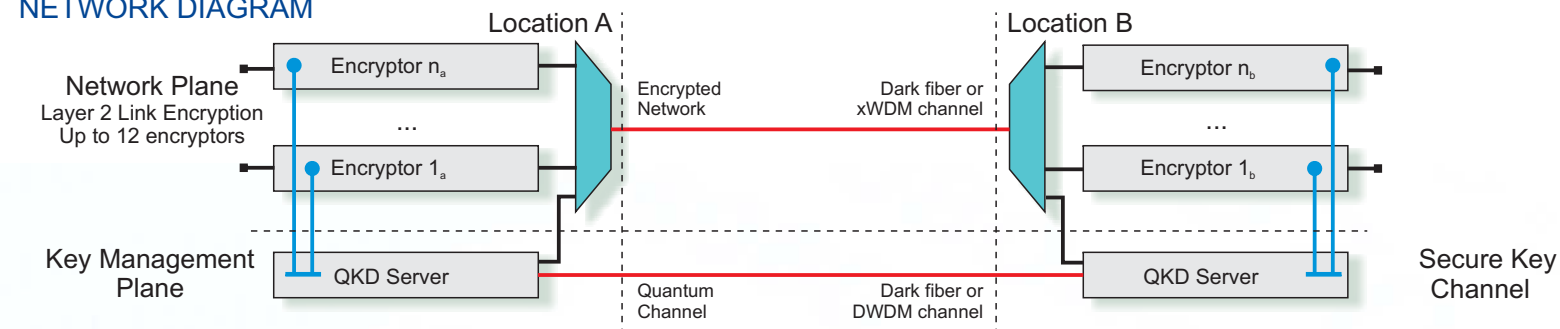 NETWORK DIAGRAM
Location A
Location B
Network Plane
Layer 2 Link Encryption
Up to 12 encryptors
Encryptor nₐ
...
Encryptor 1ₐ
Encrypted
Network
Dark fiber or
xWDM channel
Encryptor n_b
...
Encryptor 1_b
Key Management
Plane
QKD Server
Quantum
Channel
Dark fiber or
DWDM channel
QKD Server
Secure Key
Channel